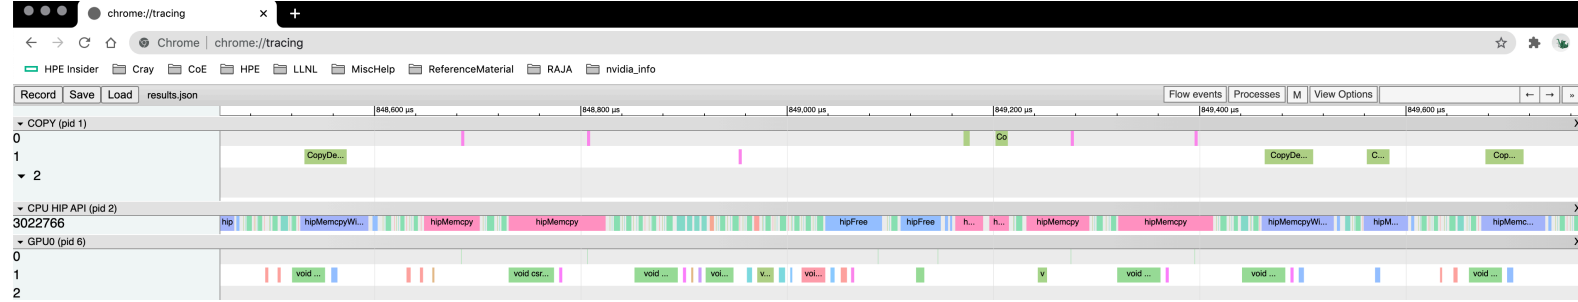 chrome://tracing × +
Chrome | chrome://tracing
HPE Insider Cray CoE HPE LLNL MiscHelp ReferenceMaterial RAJA nvidia_info
Record Save Load results.json Flow events Processes M View Options ← → »
848,600 µs 848,800 µs 849,000 µs 849,200 µs 849,400 µs 849,600 µs
COPY (pid 1) X
0 Co
1 CopyDe... CopyDe... C... Cop...
2
CPU HIP API (pid 2) X
3022766 hip hipMemcpyWi... hipMemcpy hipMemcpy hipFree hipFree h... h... hipMemcpy hipMemcpy hipMemcpyWi... hipM... hipMemc...
GPU0 (pid 6) X
0
1 void ... void csr... void ... voi... v... voi... v void ... void ... void ...
2